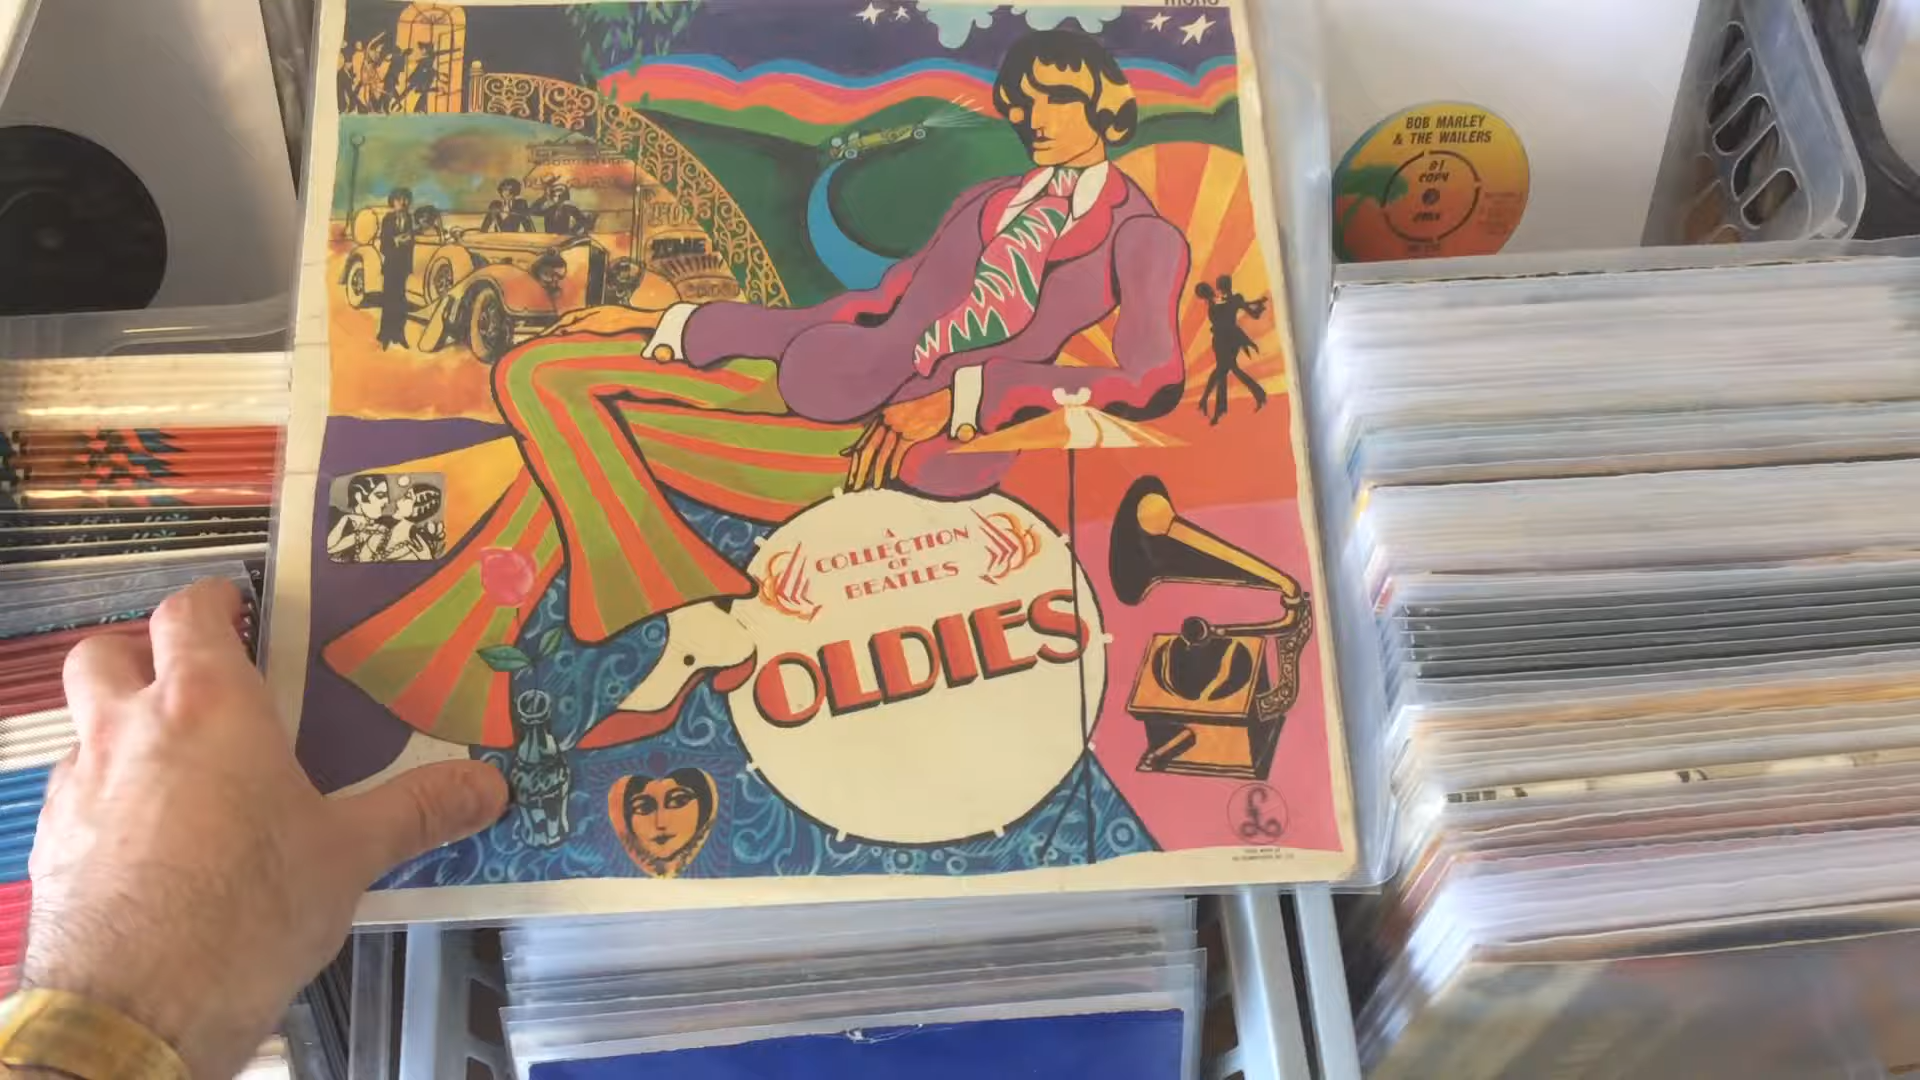 mono
BOB MARLEY
& THE WAILERS
A
COLLECTION
OF
BEATLES
OLDIES